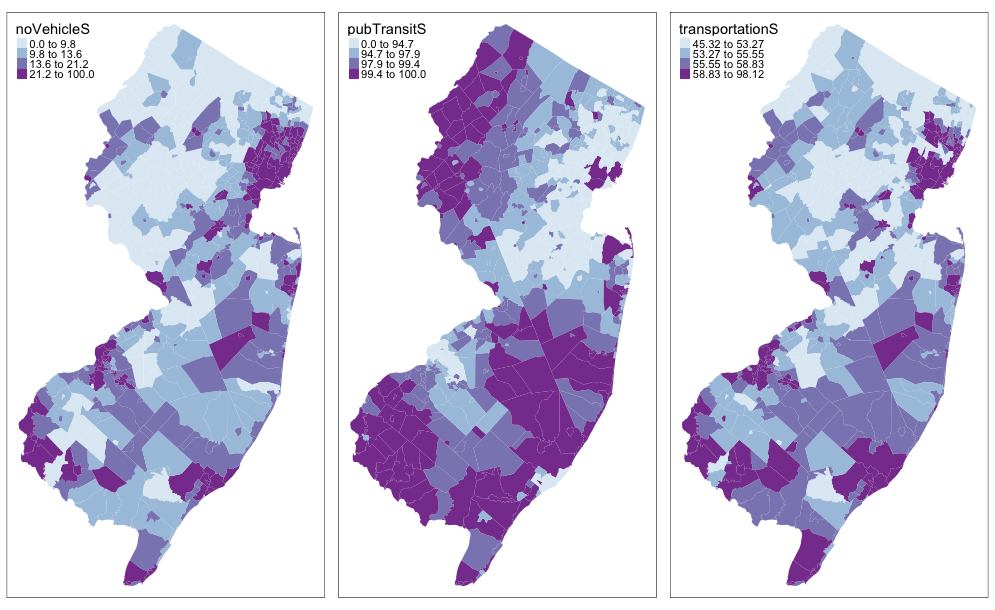 noVehicleS
0.0 to 9.8
9.8 to 13.6
13.6 to 21.2
21.2 to 100.0
pubTransitS
0.0 to 94.7
94.7 to 97.9
97.9 to 99.4
99.4 to 100.0
transportationS
45.32 to 53.27
53.27 to 55.55
55.55 to 58.83
58.83 to 98.12